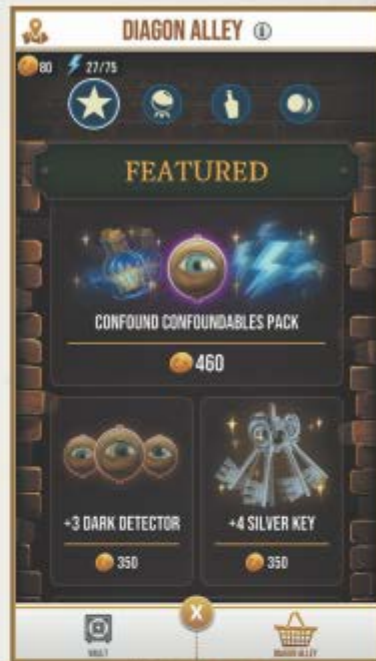 DIAGON ALLEY
80 27/75
FEATURED
CONFOUND CONFOUNDABLES PACK
460
+3 DARK DETECTOR
350
+4 SILVER KEY
350
X
VAULT
DIAGON ALLEY